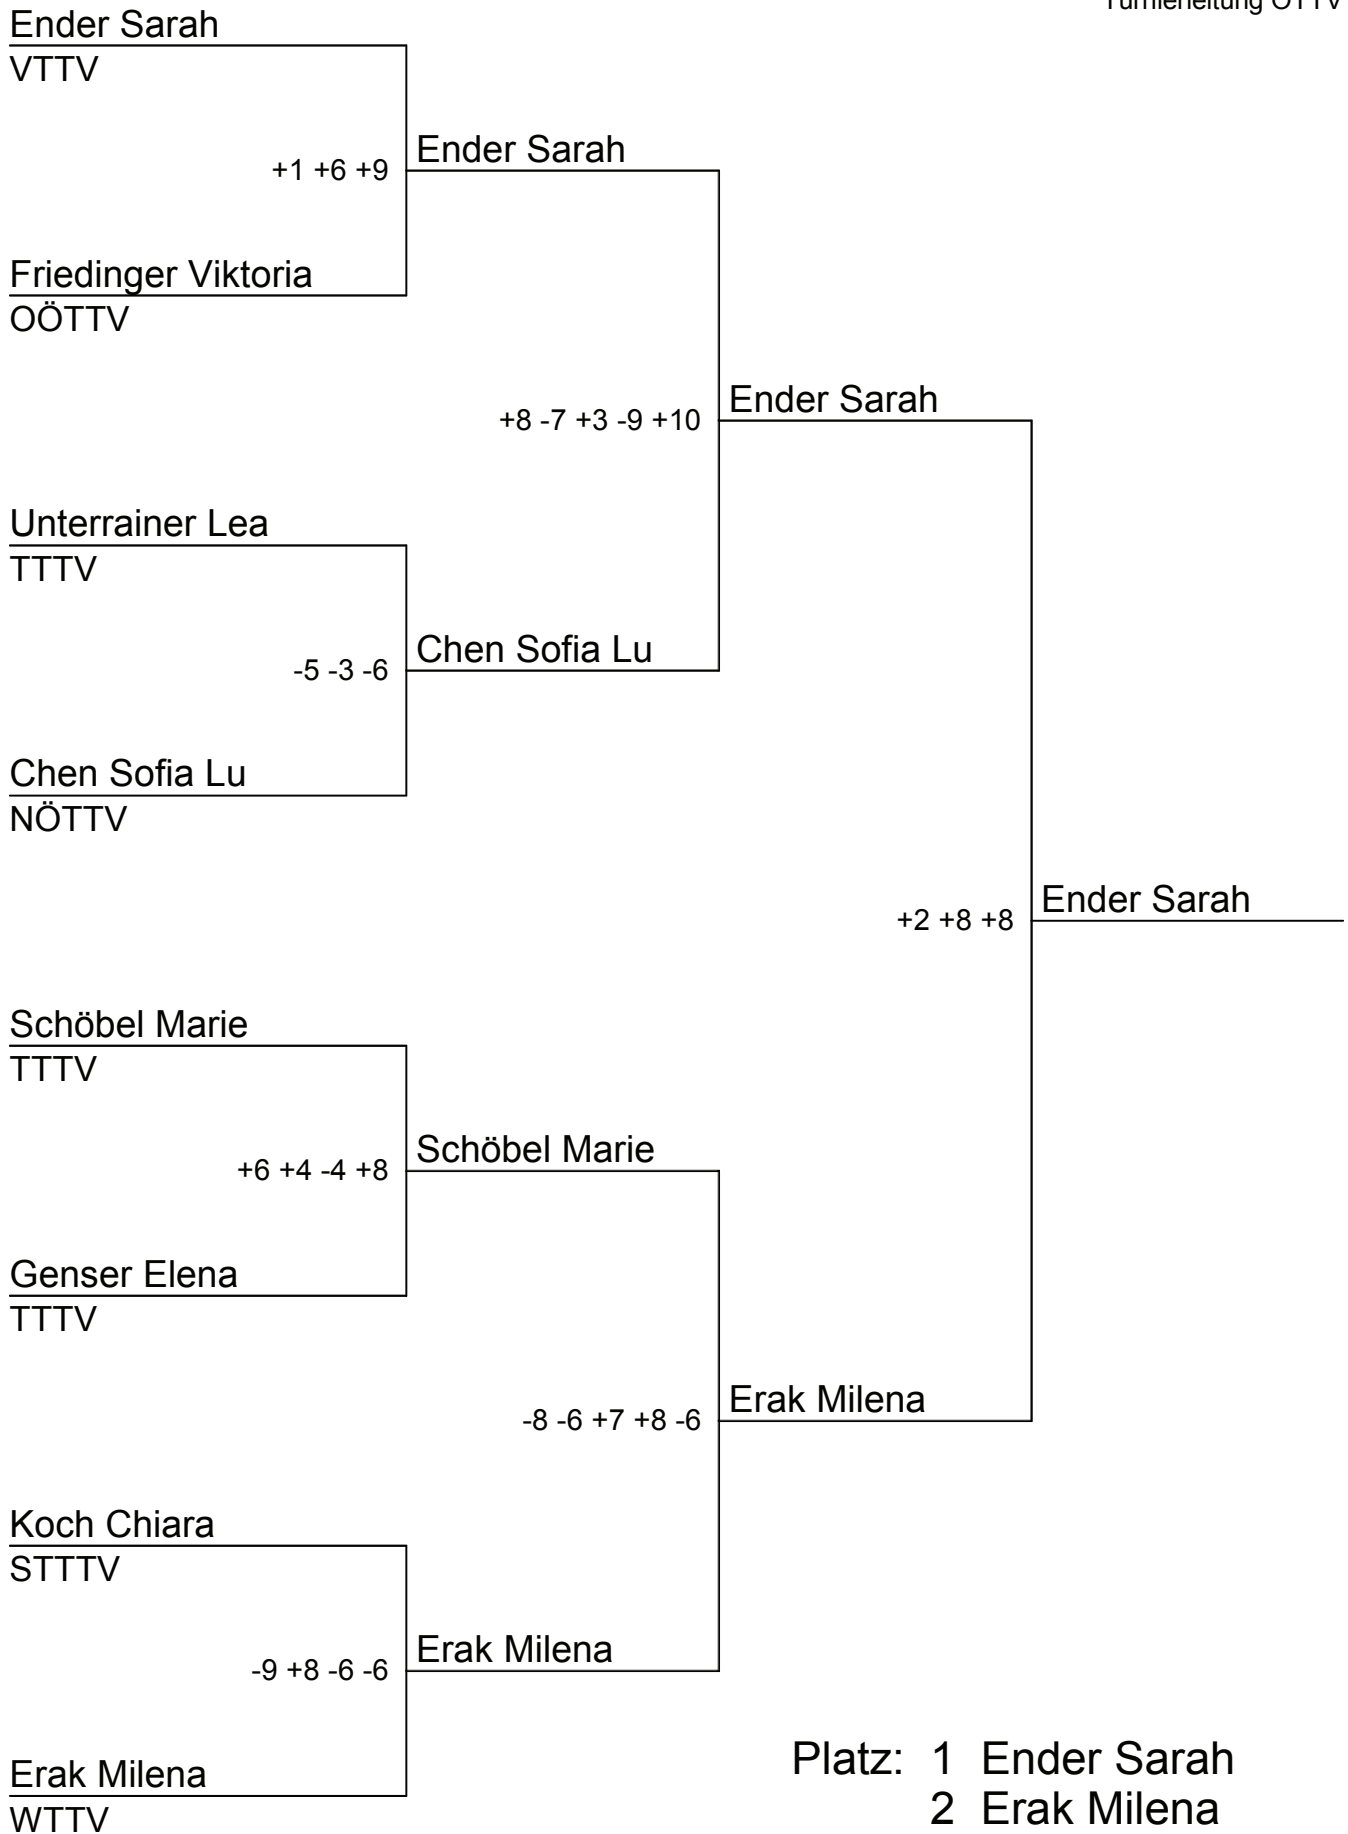 Turnierleitung ÖTTV
Ender Sarah
VTTV
+1 +6 +9
Ender Sarah
Friedinger Viktoria
OÖTTV
+8 -7 +3 -9 +10
Ender Sarah
Unterrainer Lea
TTTV
-5 -3 -6
Chen Sofia Lu
Chen Sofia Lu
NÖTTV
+2 +8 +8
Ender Sarah
Schöbel Marie
TTTV
+6 +4 -4 +8
Schöbel Marie
Genser Elena
TTTV
-8 -6 +7 +8 -6
Erak Milena
Koch Chiara
STTTV
-9 +8 -6 -6
Erak Milena
Erak Milena
WTTV
Platz: 1 Ender Sarah
2 Erak Milena